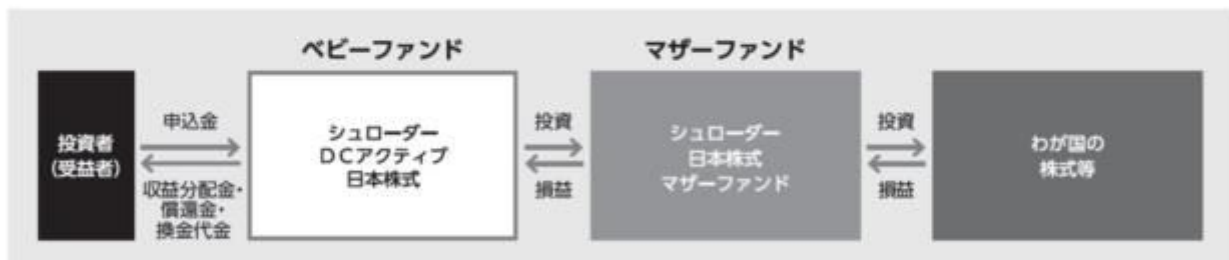 ベビーファンド
マザーファンド
投資者
(受益者)
申込金
収益分配金・
償還金・
換金代金
シュローダー
DCアクティブ
日本株式
投資
損益
シュローダー
日本株式
マザーファンド
投資
損益
わが国の
株式等